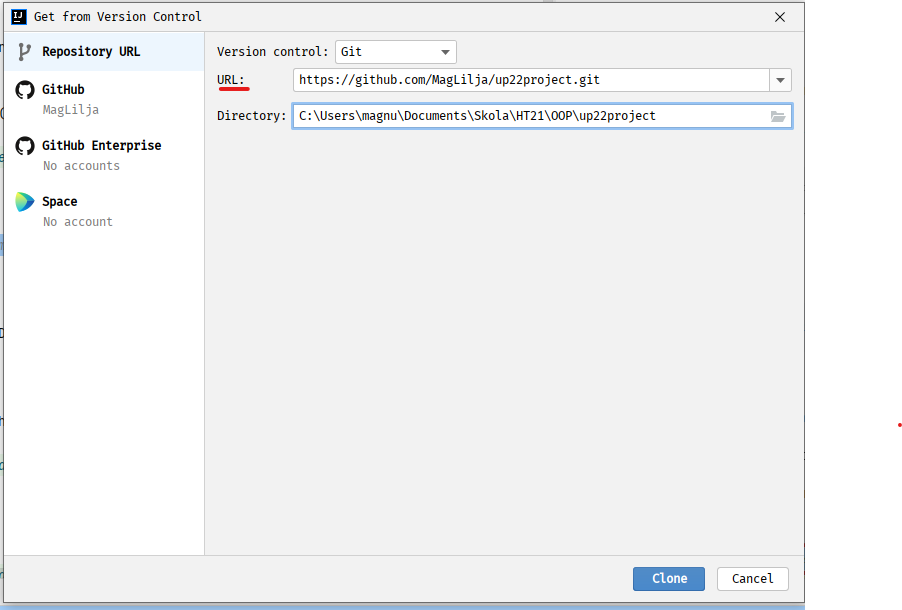 Get from Version Control
Repository URL
GitHub
MagLilja
GitHub Enterprise
No accounts
Space
No account
Version control: Git
URL: https://github.com/MagLilja/up22project.git
Directory: C:\Users\magnu\Documents\Skola\HT21\OOP\up22project
Clone Cancel